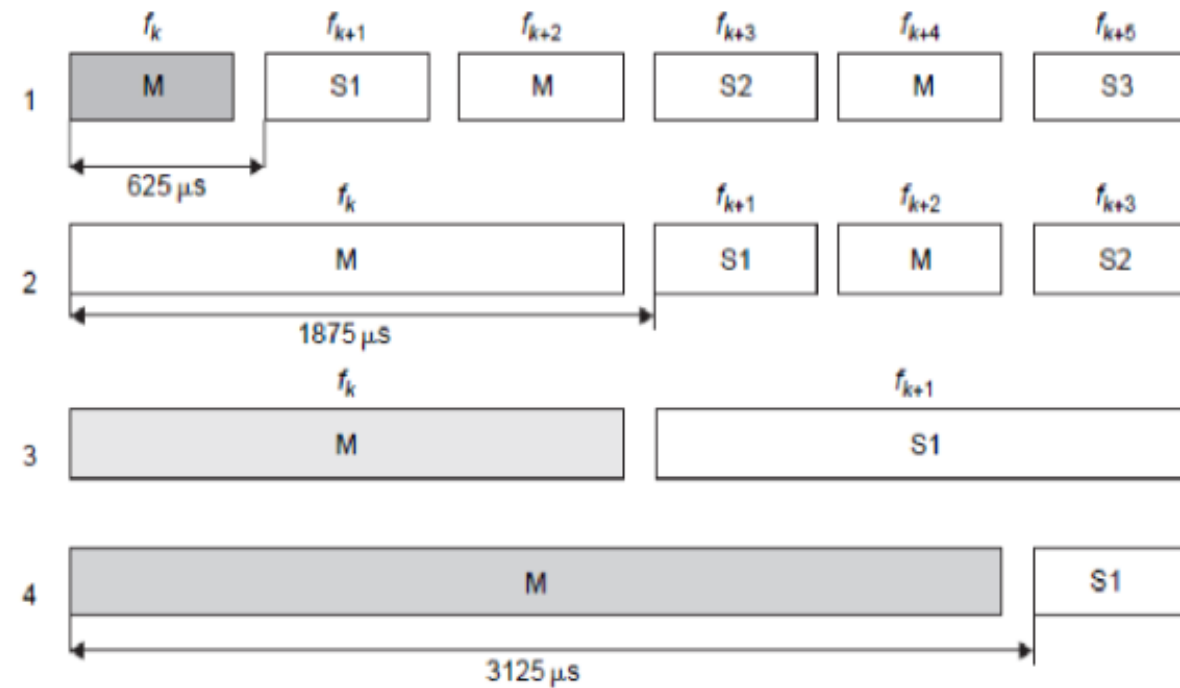 f_k f_{k+1} f_{k+2} f_{k+3} f_{k+4} f_{k+5}
1 M S1 M S2 M S3
625 μs
f_k f_{k+1} f_{k+2} f_{k+3}
2 M S1 M S2
1875 μs
f_k f_{k+1}
3 M S1
4 M S1
3125 μs